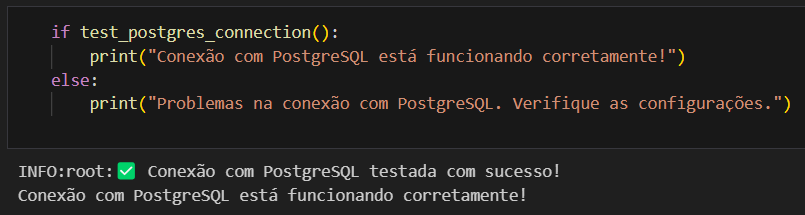 if test_postgres_connection():
    print("Conexão com PostgreSQL está funcionando corretamente!")
else:
    print("Problemas na conexão com PostgreSQL. Verifique as configurações.")
INFO:root:✅ Conexão com PostgreSQL testada com sucesso!
Conexão com PostgreSQL está funcionando corretamente!